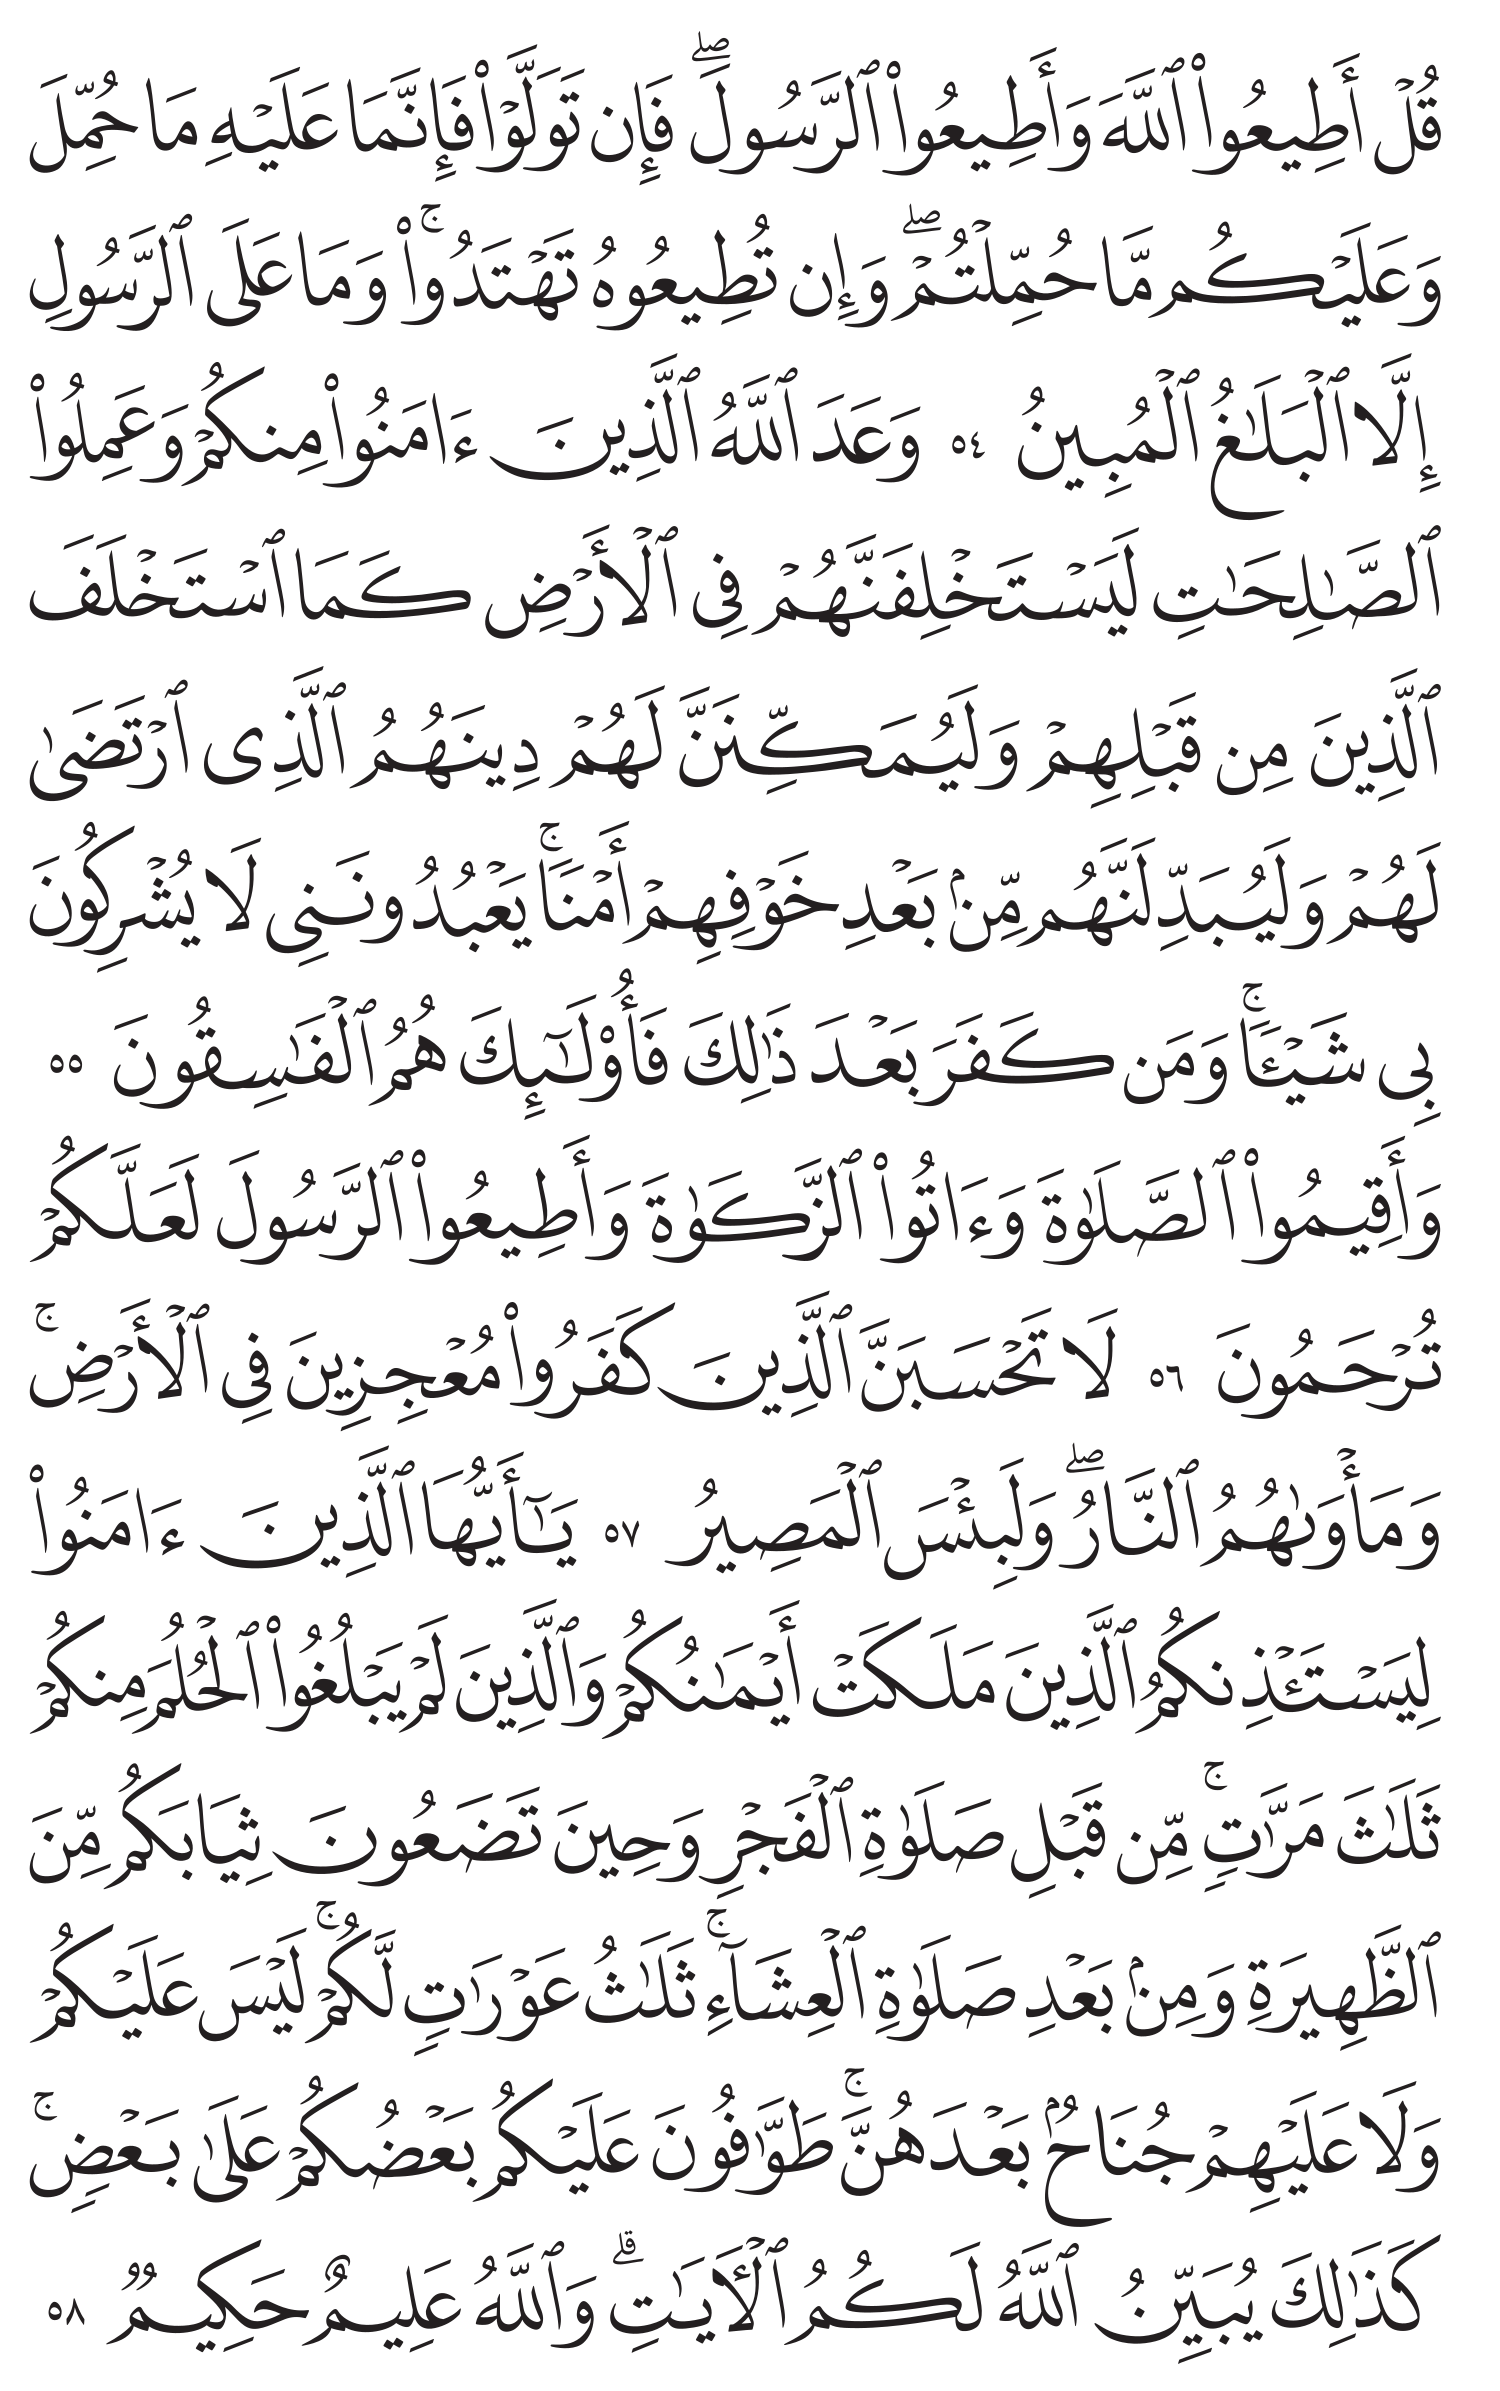 قُلۡ أَطِيعُواْ ٱللَّهَ وَأَطِيعُواْ ٱلرَّسُولَۖ فَإِن تَوَلَّوۡاْ فَإِنَّمَا عَلَيۡهِ مَا حُمِّلَ
وَعَلَيۡكُم مَّا حُمِّلۡتُمۡۖ وَإِن تُطِيعُوهُ تَهۡتَدُواْۚ وَمَا عَلَى ٱلرَّسُولِ
إِلَّا ٱلۡبَلَٰغُ ٱلۡمُبِينُ ٥٤ وَعَدَ ٱللَّهُ ٱلَّذِينَ ءَامَنُواْ مِنكُمۡ وَعَمِلُواْ
ٱلصَّٰلِحَٰتِ لَيَسۡتَخۡلِفَنَّهُمۡ فِي ٱلۡأَرۡضِ كَمَا ٱسۡتَخۡلَفَ
ٱلَّذِينَ مِن قَبۡلِهِمۡ وَلَيُمَكِّنَنَّ لَهُمۡ دِينَهُمُ ٱلَّذِي ٱرۡتَضَىٰ
لَهُمۡ وَلَيُبَدِّلَنَّهُم مِّنۢ بَعۡدِ خَوۡفِهِمۡ أَمۡنٗاۚ يَعۡبُدُونَنِي لَا يُشۡرِكُونَ
بِي شَيۡـٔٗاۚ وَمَن كَفَرَ بَعۡدَ ذَٰلِكَ فَأُوْلَٰٓئِكَ هُمُ ٱلۡفَٰسِقُونَ ٥٥
وَأَقِيمُواْ ٱلصَّلَوٰةَ وَءَاتُواْ ٱلزَّكَوٰةَ وَأَطِيعُواْ ٱلرَّسُولَ لَعَلَّكُمۡ
تُرۡحَمُونَ ٥٦ لَا تَحۡسَبَنَّ ٱلَّذِينَ كَفَرُواْ مُعۡجِزِينَ فِي ٱلۡأَرۡضِۚ
وَمَأۡوَىٰهُمُ ٱلنَّارُۖ وَلَبِئۡسَ ٱلۡمَصِيرُ ٥٧ يَٰٓأَيُّهَا ٱلَّذِينَ ءَامَنُواْ
لِيَسۡتَـٔۡذِنكُمُ ٱلَّذِينَ مَلَكَتۡ أَيۡمَٰنُكُمۡ وَٱلَّذِينَ لَمۡ يَبۡلُغُواْ ٱلۡحُلُمَ مِنكُمۡ
ثَلَٰثَ مَرَّٰتٖۚ مِّن قَبۡلِ صَلَوٰةِ ٱلۡفَجۡرِ وَحِينَ تَضَعُونَ ثِيَابَكُم مِّنَ
ٱلظَّهِيرَةِ وَمِنۢ بَعۡدِ صَلَوٰةِ ٱلۡعِشَآءِۚ ثَلَٰثُ عَوۡرَٰتٖ لَّكُمۡۚ لَيۡسَ عَلَيۡكُمۡ
وَلَا عَلَيۡهِمۡ جُنَاحُۢ بَعۡدَهُنَّۚ طَوَّٰفُونَ عَلَيۡكُم بَعۡضُكُمۡ عَلَىٰ بَعۡضٖۚ
كَذَٰلِكَ يُبَيِّنُ ٱللَّهُ لَكُمُ ٱلۡأٓيَٰتِۗ وَٱللَّهُ عَلِيمٌ حَكِيمٞ ٥٨